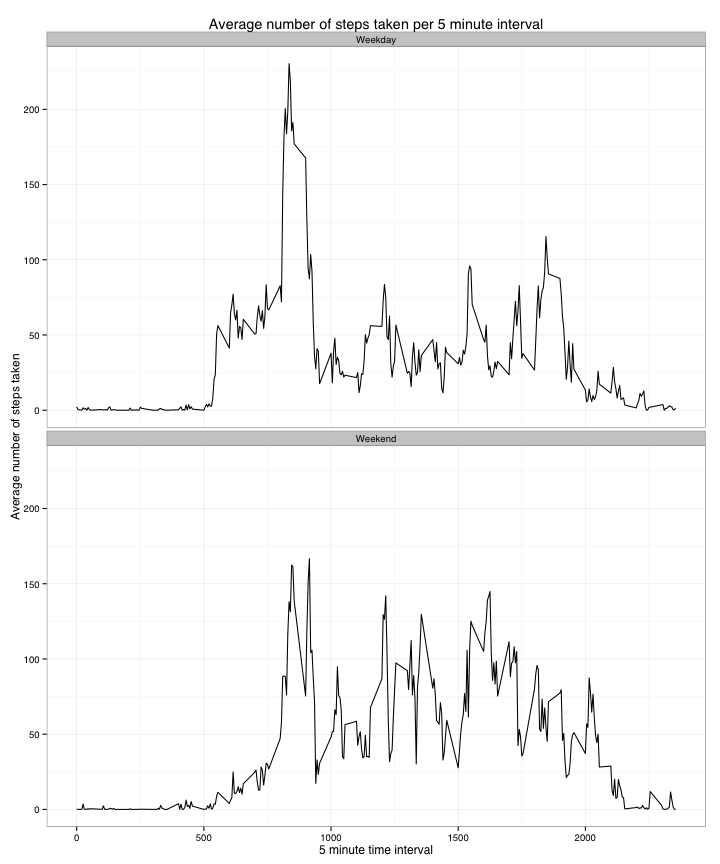 Average number of steps taken per 5 minute interval
Weekday
200
150
100
50
0
Average number of steps taken
Weekend
200
150
100
50
0
0 500 1000 1500 2000
5 minute time interval